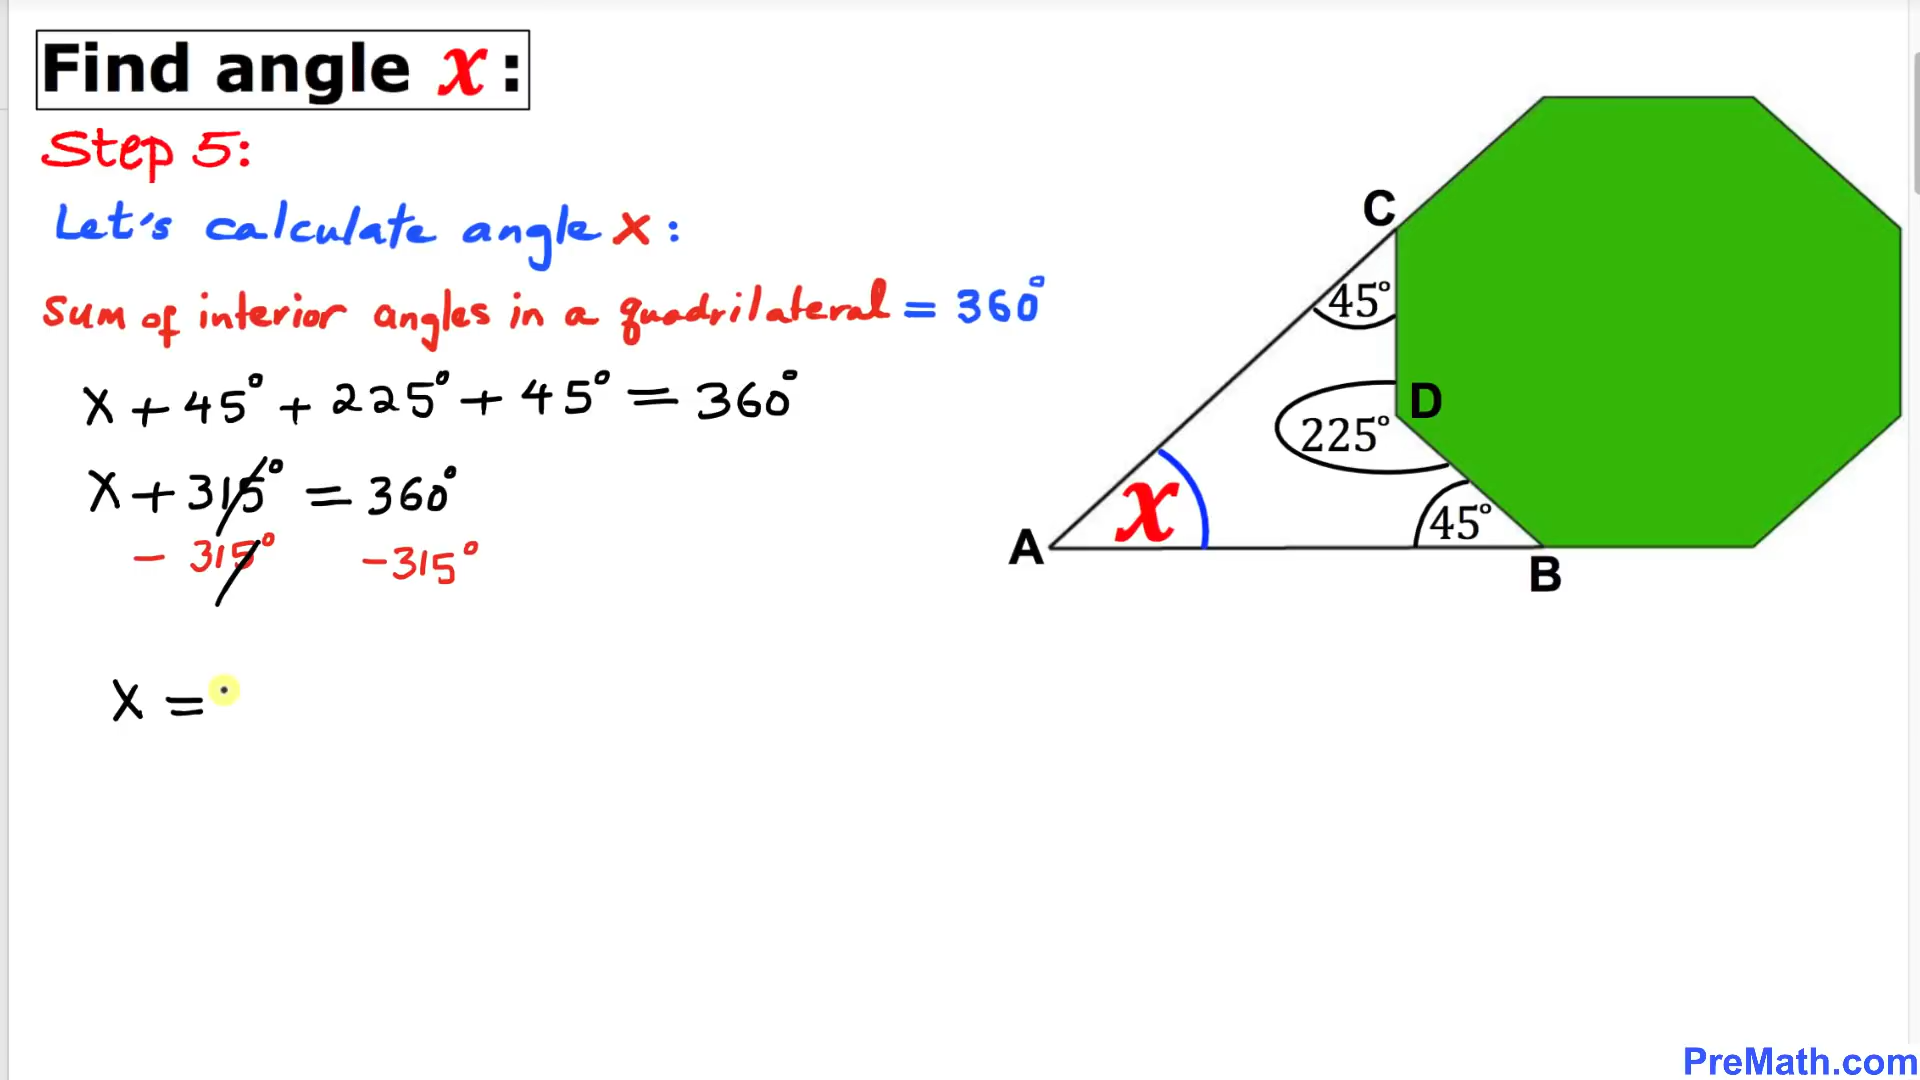 Find angle x:
Step 5:
Let's calculate angle x:
Sum of interior angles in a quadrilateral = 360°
x + 45° + 225° + 45° = 360°
x + 315° = 360°
- 315° -315°
x =
C
45°
D
225°
x
45°
A
B
PreMath.com